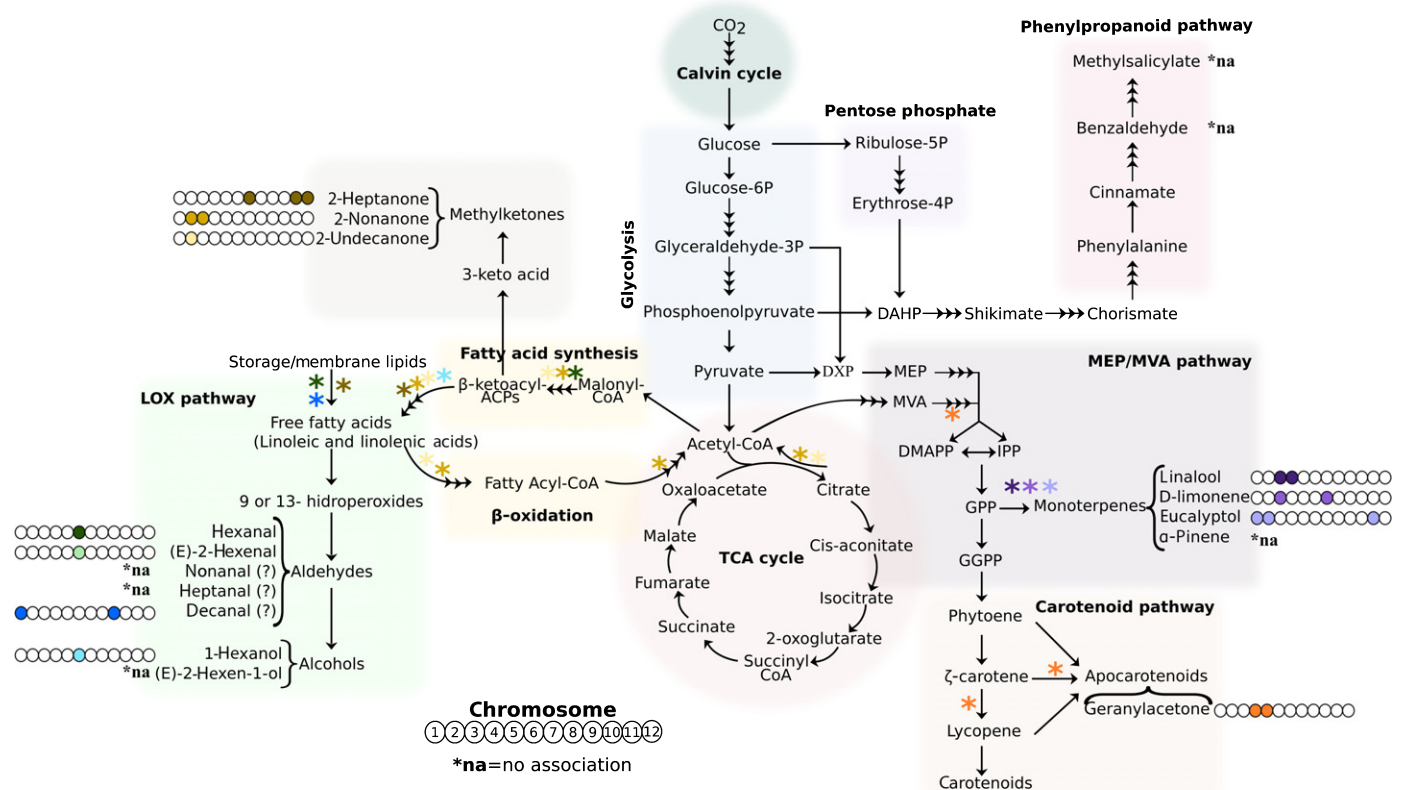 CO2
Calvin cycle
Phenylpropanoid pathway
Methylsalicylate *na
Benzaldehyde *na
Cinnamate
Phenylalanine
Pentose phosphate
Ribulose-5P
Erythrose-4P
Glucose
Glucose-6P
Glyceraldehyde-3P
Glycolysis
Phosphoenolpyruvate
DAHP
Shikimate
Chorismate
2-Heptanone
2-Nonanone
2-Undecanone
Methylketones
3-keto acid
Storage/membrane lipids
Fatty acid synthesis
β-ketoacyl-
ACPs
Malonyl-
CoA
Pyruvate
DXP
MEP
MVA
MEP/MVA pathway
LOX pathway
Free fatty acids
(Linoleic and linolenic acids)
Acetyl-CoA
DMAPP
IPP
9 or 13- hidroperoxides
Fatty Acyl-CoA
β-oxidation
Oxaloacetate
Citrate
Malate
Cis-aconitate
TCA cycle
Fumarate
Isocitrate
Succinate
2-oxoglutarate
Succinyl
CoA
GPP
Monoterpenes
Linalool
D-limonene
Eucalyptol
α-Pinene *na
GGPP
Hexanal
(E)-2-Hexenal
*na Nonanal (?)
*na Heptanal (?)
Decanal (?)
Aldehydes
1-Hexanol
*na (E)-2-Hexen-1-ol
Alcohols
Phytoene
Carotenoid pathway
ζ-carotene
Apocarotenoids
Geranylacetone
Lycopene
Carotenoids
Chromosome
1 2 3 4 5 6 7 8 9 10 11 12
*na=no association